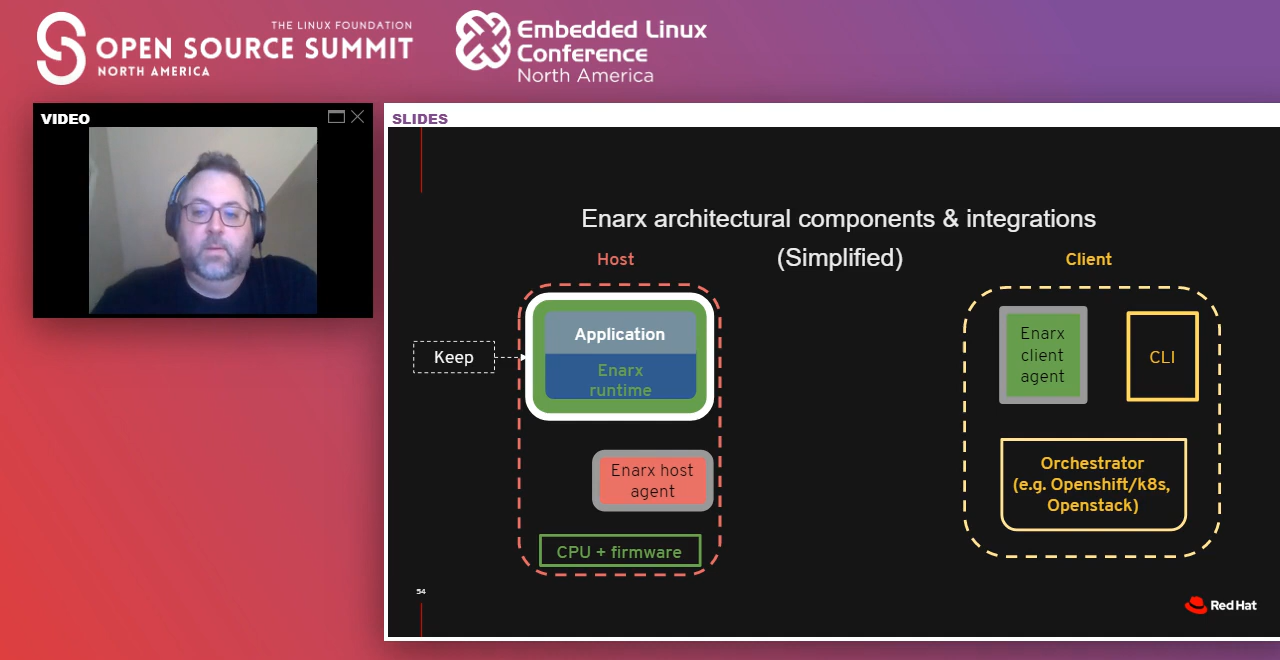 THE LINUX FOUNDATION
OPEN SOURCE SUMMIT
NORTH AMERICA
Embedded Linux
Conference
North America
VIDEO
SLIDES
Enarx architectural components & integrations
(Simplified)
Host
Client
Keep
Application
Enarx
runtime
Enarx host
agent
CPU + firmware
Enarx
client
agent
CLI
Orchestrator
(e.g. Openshift/k8s,
Openstack)
54
Red Hat